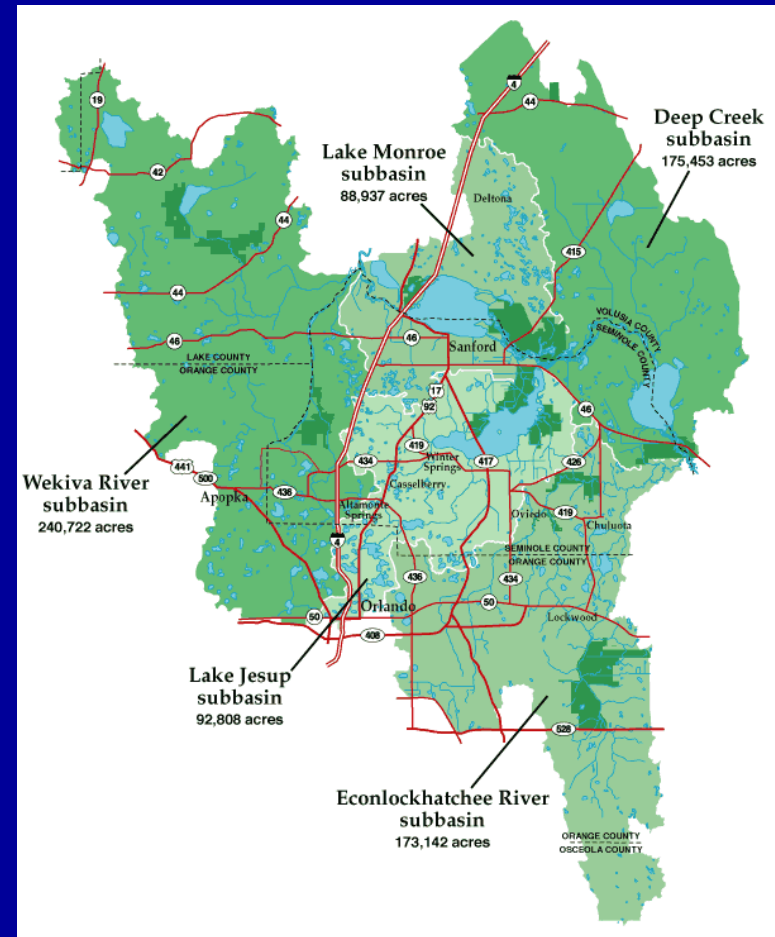 19
4
44
Deep Creek
subbasin
175,453 acres
Lake Monroe
subbasin
88,937 acres
42
Deltona
44
415
44
VOLUSIA COUNTY
SEMINOLE COUNTY
46
46
Sanford
LAKE COUNTY
ORANGE COUNTY
17
92
46
419
434
Winter
Springs
417
426
441
500
Wekiva River
subbasin
240,722 acres
436
Apopka
Casselberry
Altamonte
Springs
Oviedo
419
Chuluota
4
SEMINOLE COUNTY
ORANGE COUNTY
436
434
50
Orlando
50
Lockwood
408
Lake Jesup
subbasin
92,808 acres
528
Econlockhatchee River
subbasin
173,142 acres
ORANGE COUNTY
OSCEOLA COUNTY